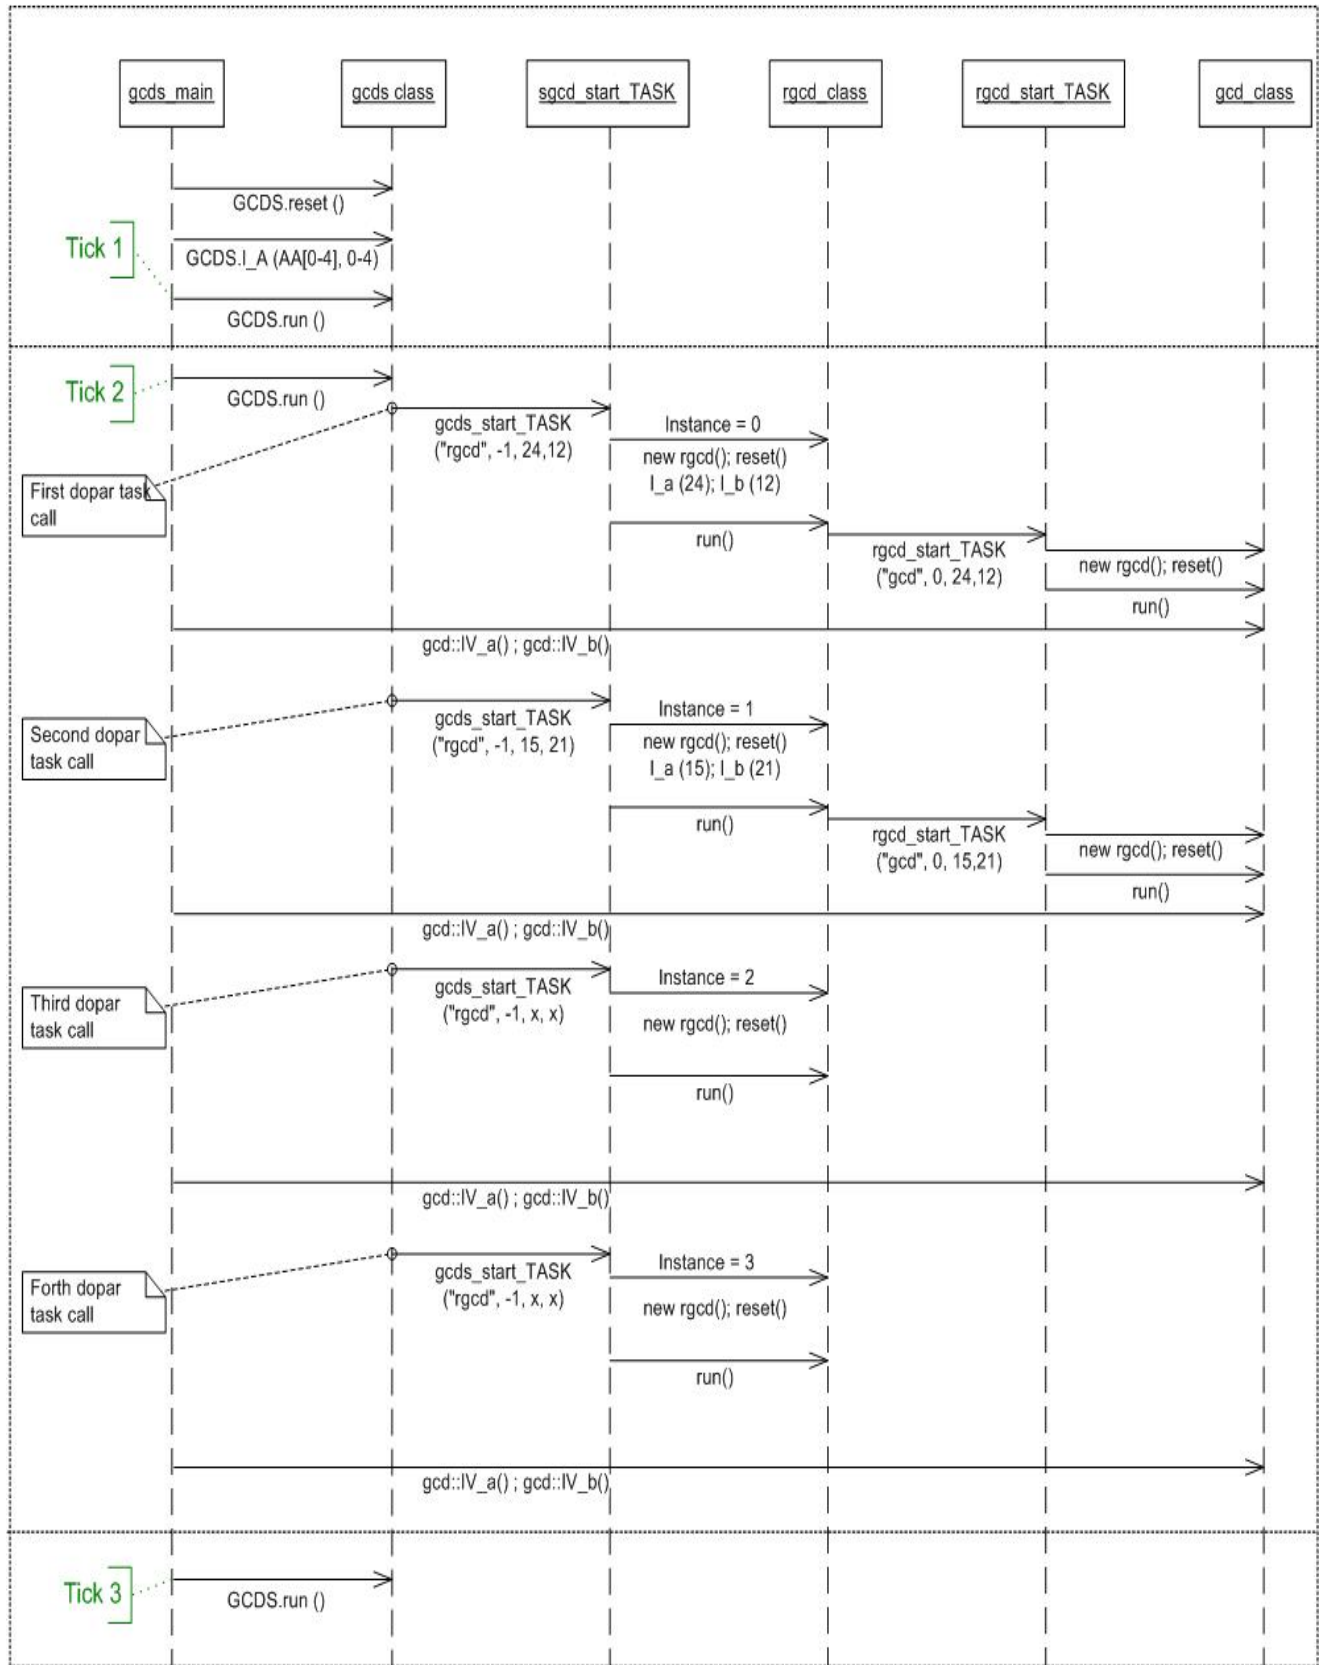 gcds_main
gcds class
sgcd_start_TASK
rgcd_class
rgcd_start_TASK
gcd_class
GCDS.reset ()
Tick 1
GCDS.I_A (AA[0-4], 0-4)
GCDS.run ()
Tick 2
GCDS.run ()
gcds_start_TASK
("rgcd", -1, 24,12)
Instance = 0
new rgcd(); reset()
I_a (24); I_b (12)
First dopar task
call
run()
rgcd_start_TASK
("gcd", 0, 24,12)
new rgcd(); reset()
run()
gcd::IV_a() ; gcd::IV_b()
Second dopar
task call
gcds_start_TASK
("rgcd", -1, 15, 21)
Instance = 1
new rgcd(); reset()
I_a (15); I_b (21)
run()
rgcd_start_TASK
("gcd", 0, 15,21)
new rgcd(); reset()
run()
gcd::IV_a() ; gcd::IV_b()
Third dopar
task call
gcds_start_TASK
("rgcd", -1, x, x)
Instance = 2
new rgcd(); reset()
run()
gcd::IV_a() ; gcd::IV_b()
Forth dopar
task call
gcds_start_TASK
("rgcd", -1, x, x)
Instance = 3
new rgcd(); reset()
run()
gcd::IV_a() ; gcd::IV_b()
Tick 3
GCDS.run ()